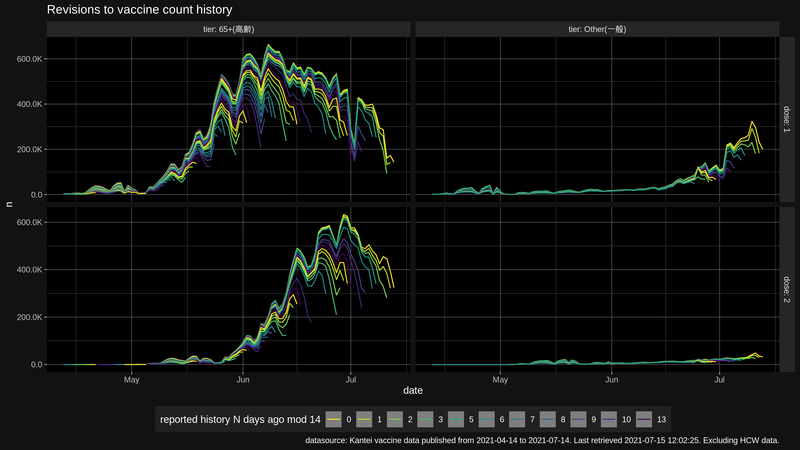 Revisions to vaccine count history
tier: 65+(高齢)
tier: Other(一般)
600.0K
400.0K
200.0K
0.0
dose: 1
n
600.0K
400.0K
200.0K
0.0
dose: 2
May
Jun
Jul
May
Jun
Jul
date
reported history N days ago mod 14
0
1
2
3
5
6
7
8
9
10
13
datasource: Kantei vaccine data published from 2021-04-14 to 2021-07-14. Last retrieved 2021-07-15 12:02:25. Excluding HCW data.